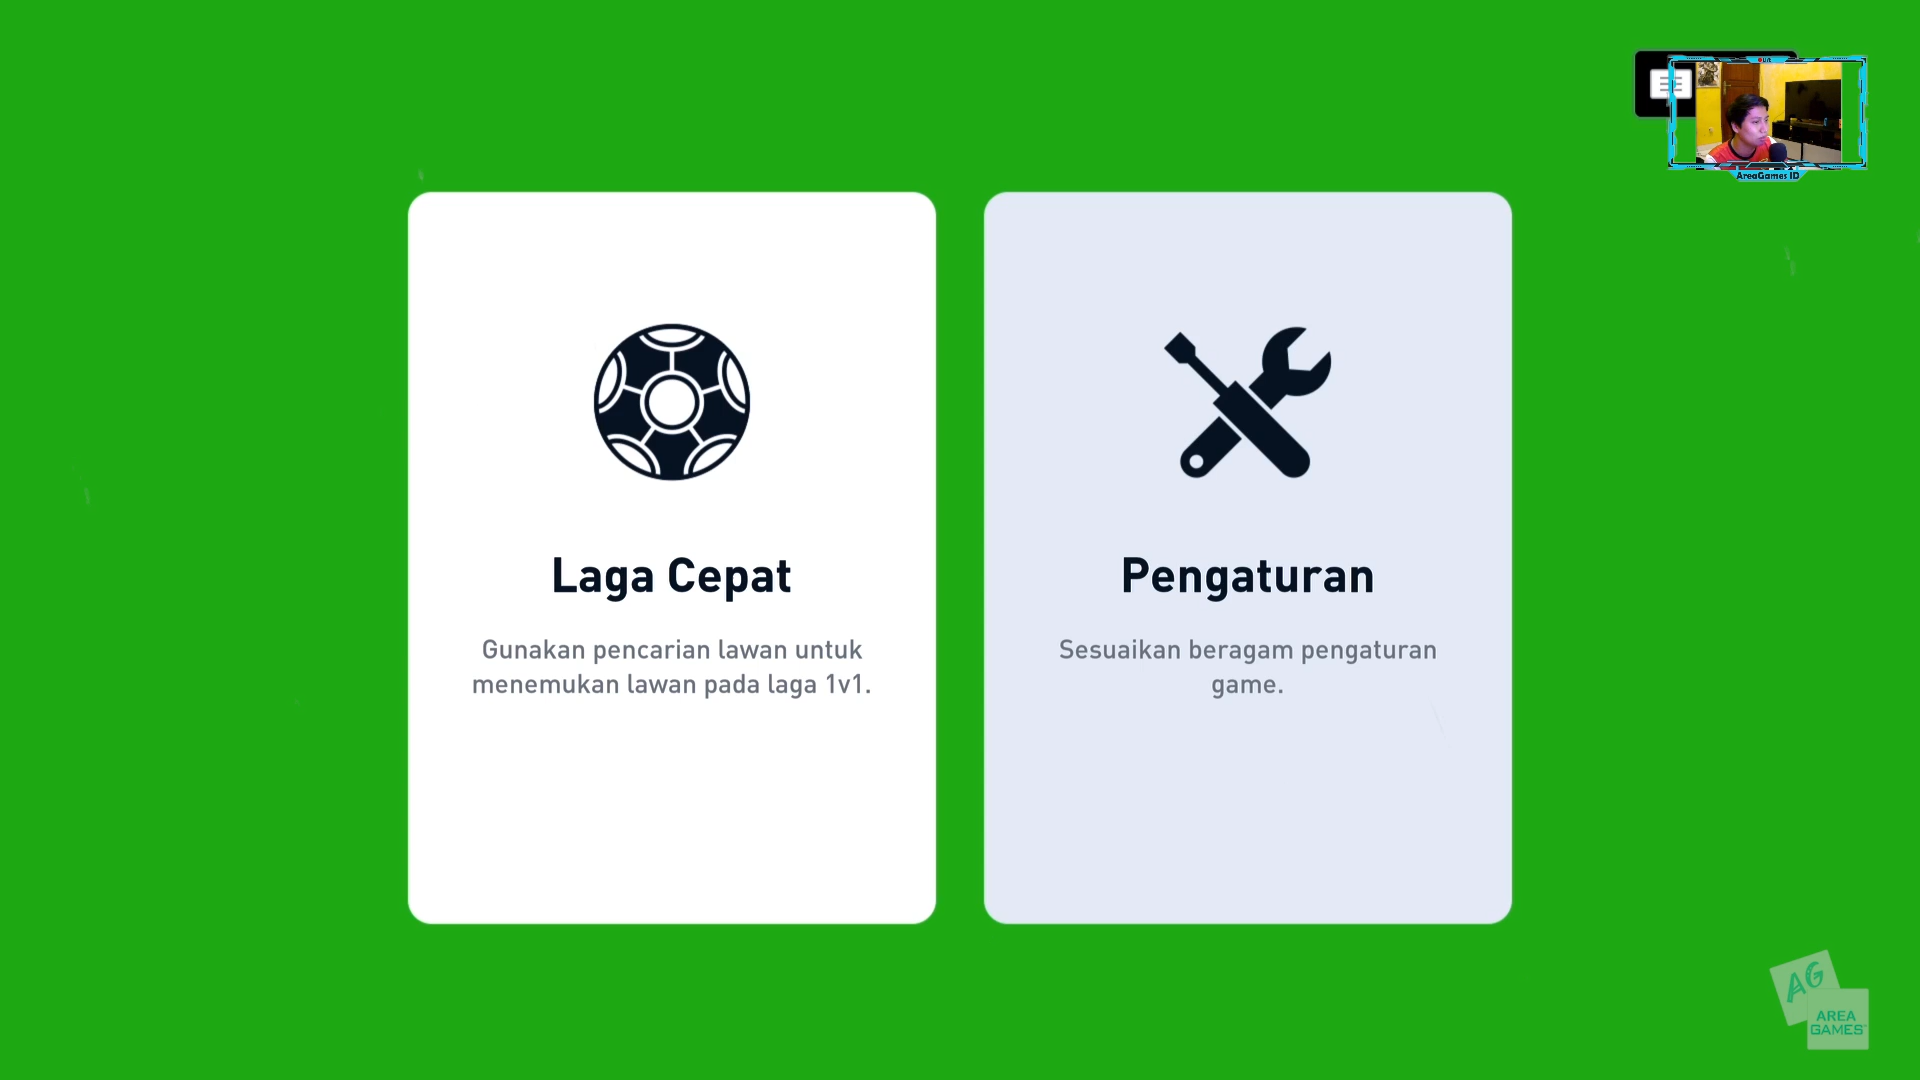 AreaGames ID
Laga Cepat
Gunakan pencarian lawan untuk
menemukan lawan pada laga 1v1.
Pengaturan
Sesuaikan beragam pengaturan
game.
AG
AREA
GAMES